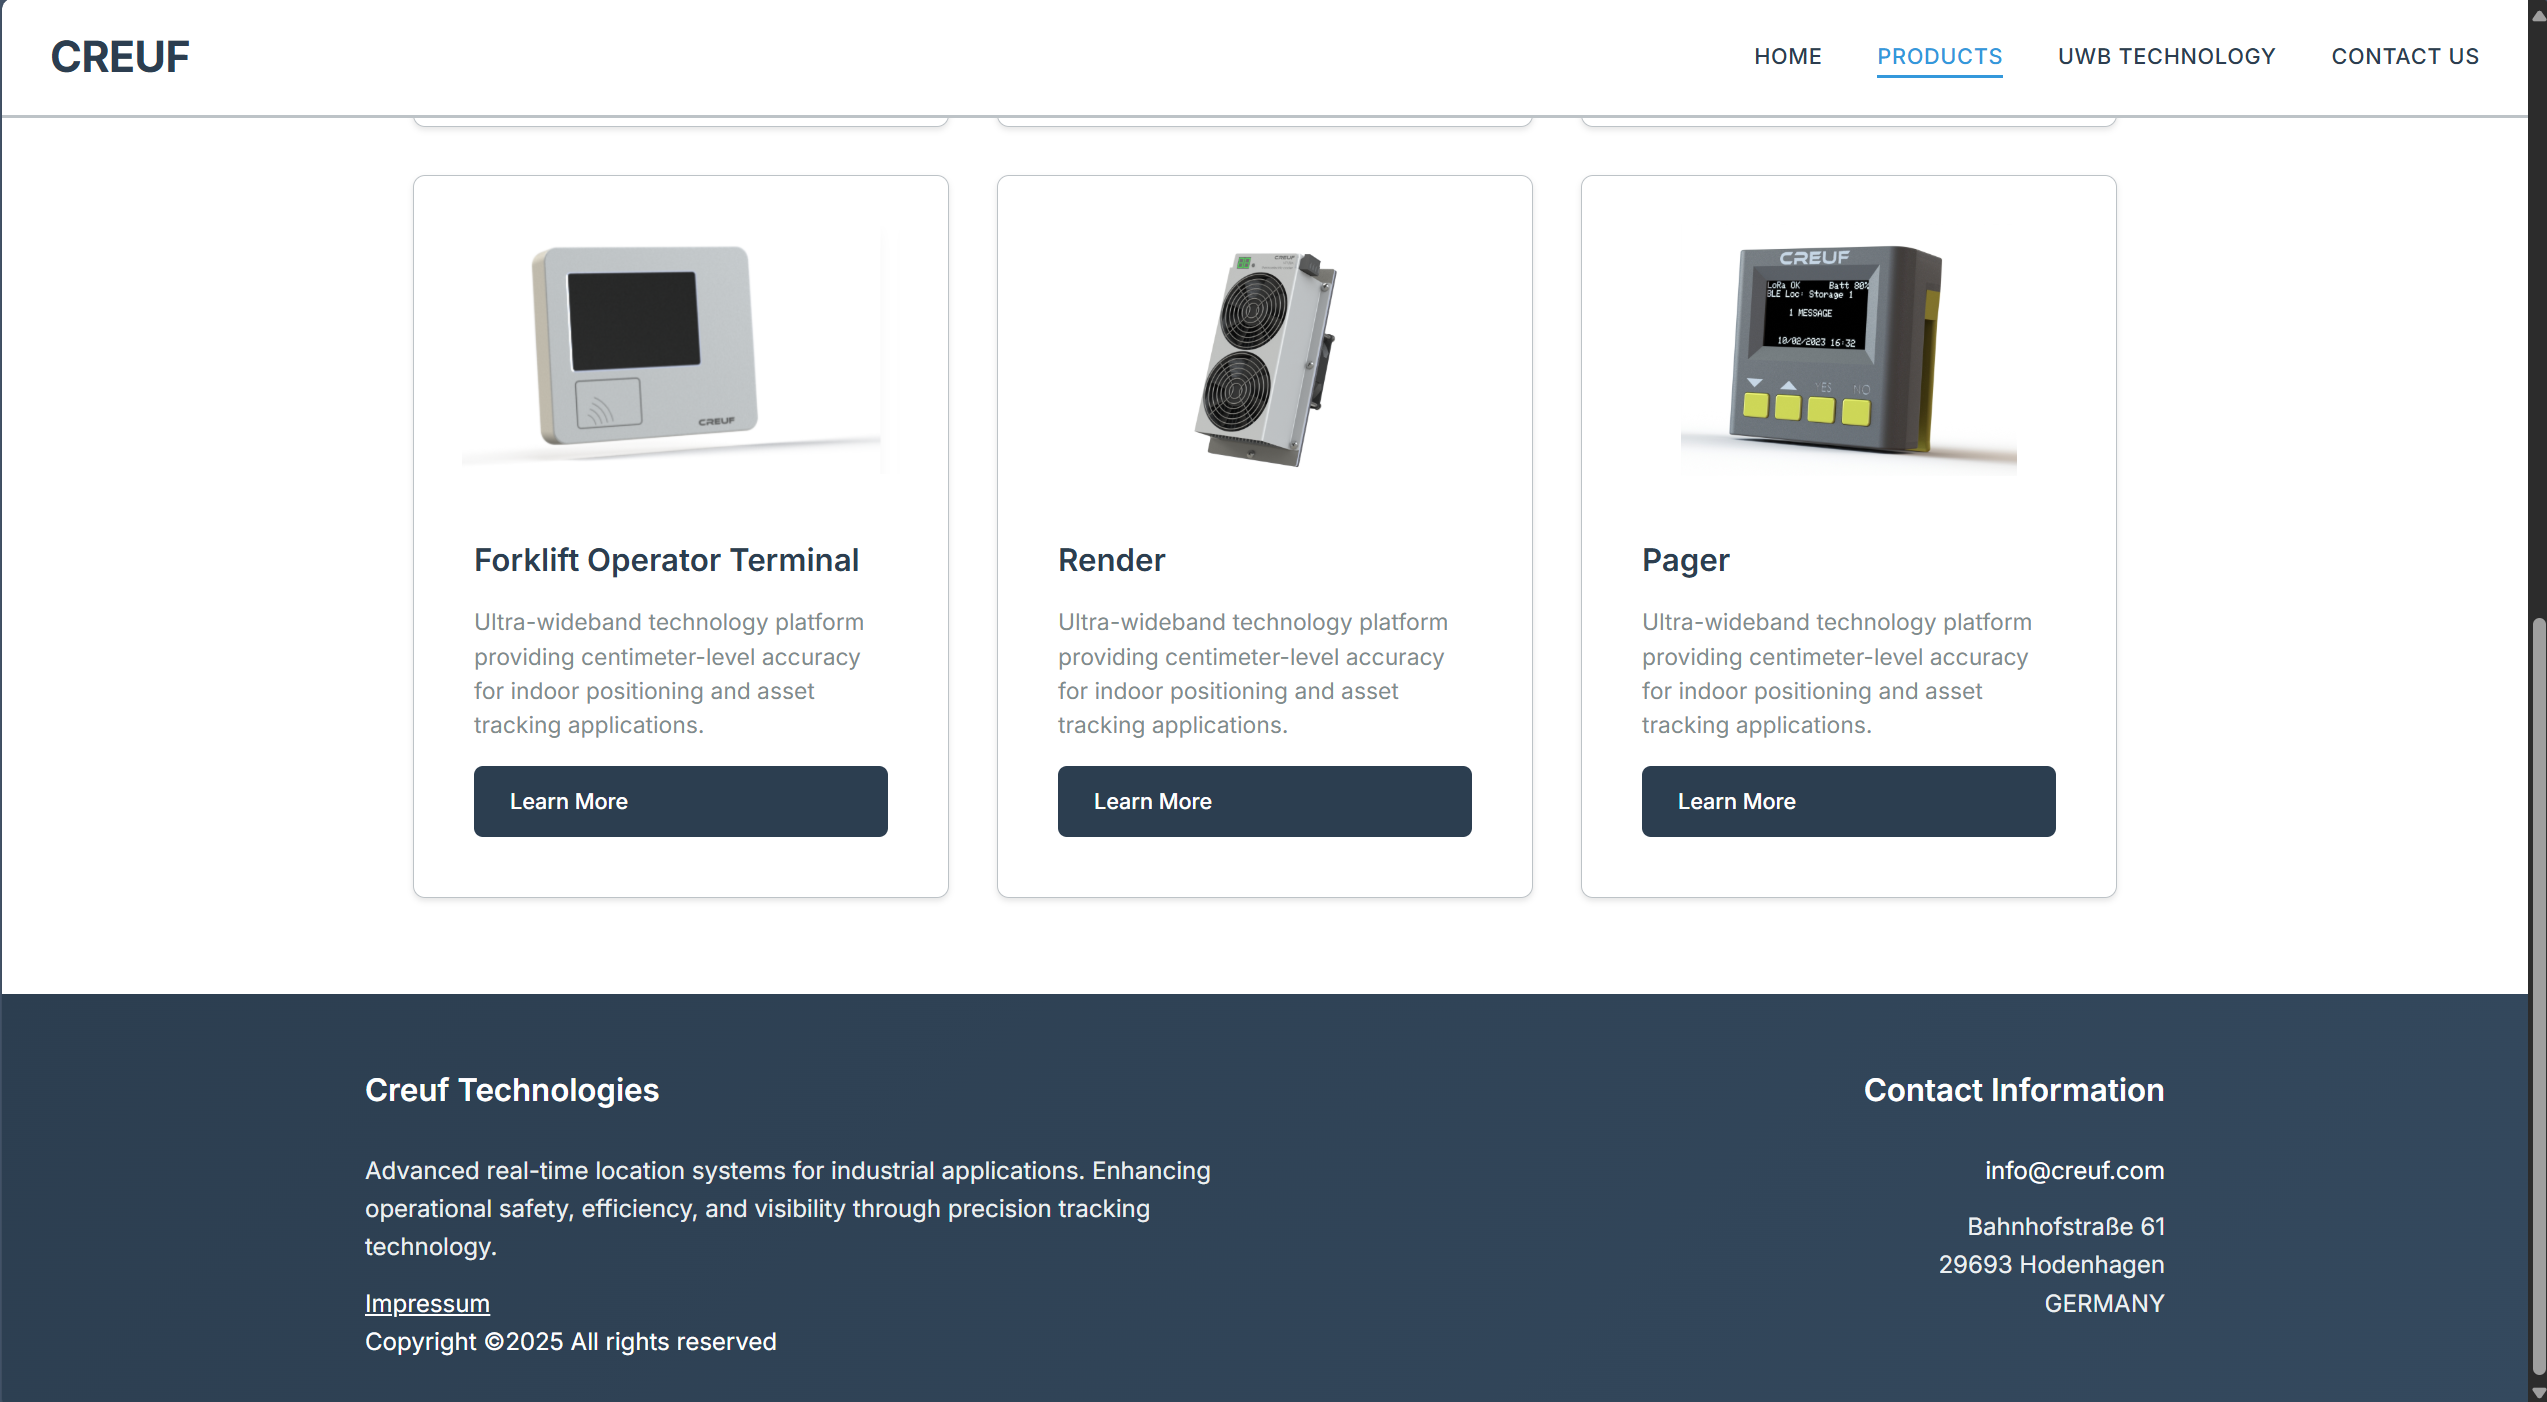 CREUF
HOME PRODUCTS UWB TECHNOLOGY CONTACT US
CREUF
CREUF
CREUF
LoRa OK Batt 80%
BLE Loc: Storage 1
1 MESSAGE
10/02/2023 16:32
YES NO
Forklift Operator Terminal
Ultra-wideband technology platform
providing centimeter-level accuracy
for indoor positioning and asset
tracking applications.
Learn More
Render
Ultra-wideband technology platform
providing centimeter-level accuracy
for indoor positioning and asset
tracking applications.
Learn More
Pager
Ultra-wideband technology platform
providing centimeter-level accuracy
for indoor positioning and asset
tracking applications.
Learn More
Creuf Technologies
Advanced real-time location systems for industrial applications. Enhancing
operational safety, efficiency, and visibility through precision tracking
technology.
Impressum
Copyright ©2025 All rights reserved
Contact Information
info@creuf.com
Bahnhofstraße 61
29693 Hodenhagen
GERMANY